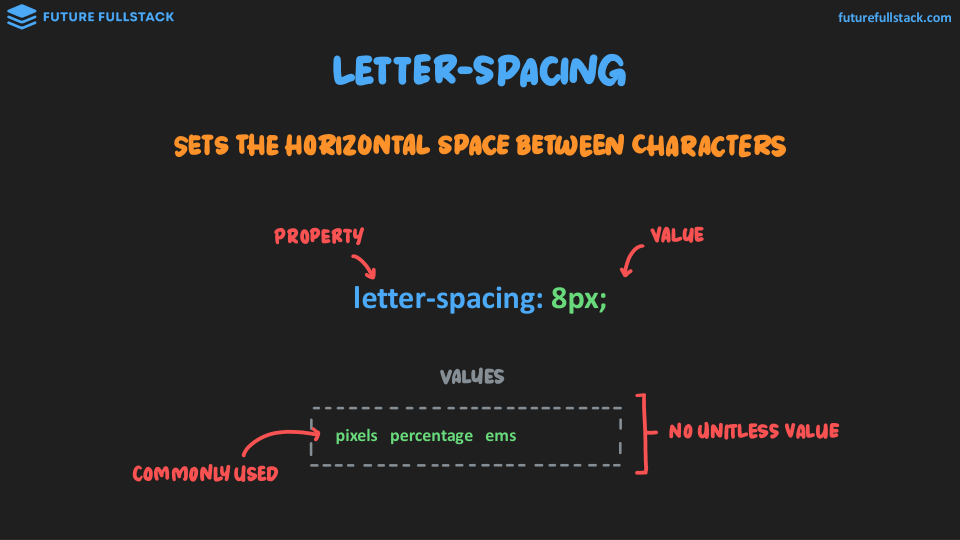 FUTURE FULLSTACK
futurefullstack.com
LETTER-SPACING
SETS THE HORIZONTAL SPACE BETWEEN CHARACTERS
PROPERTY
VALUE
letter-spacing: 8px;
VALUES
pixels percentage ems
NO UNITLESS VALUE
COMMONLY USED